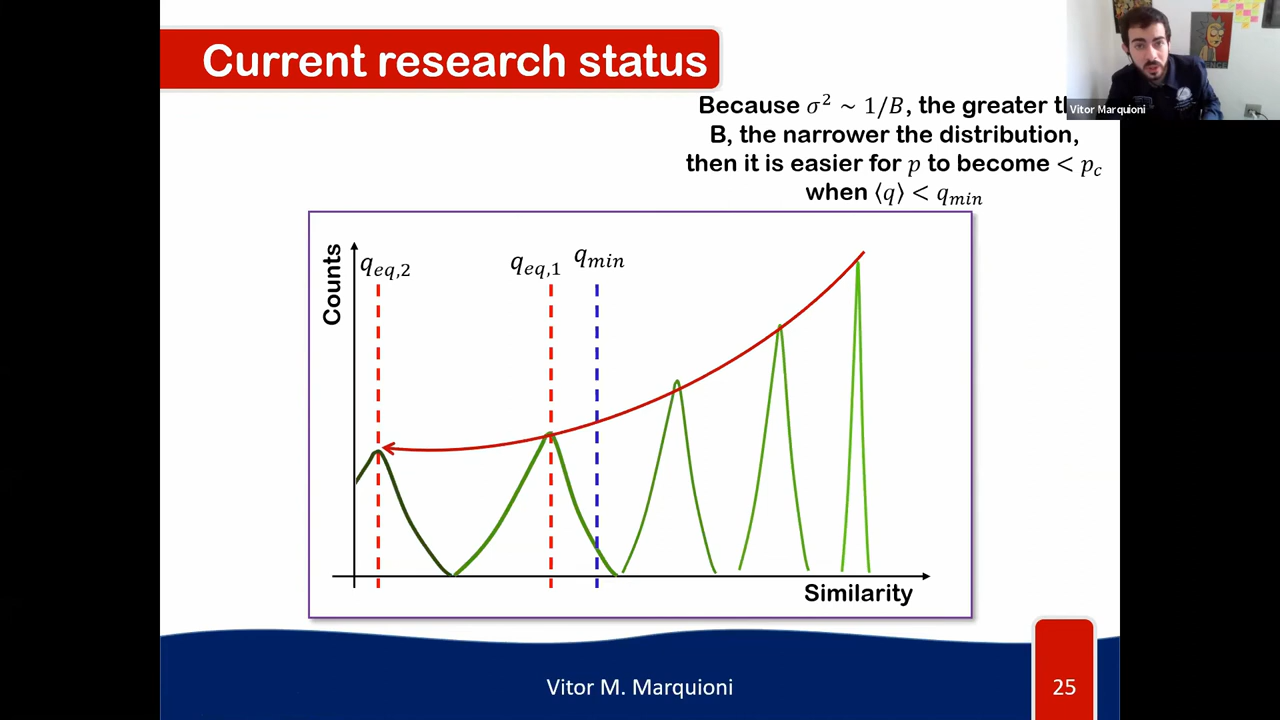 Current research status
Because σ² ~ 1/B, the greater
B, the narrower the distribution,
then it is easier for p to become < p_c
when ⟨q⟩ < q_min
Vitor Marquioni
Counts
q_eq,2
q_eq,1
q_min
Similarity
Vitor M. Marquioni
25